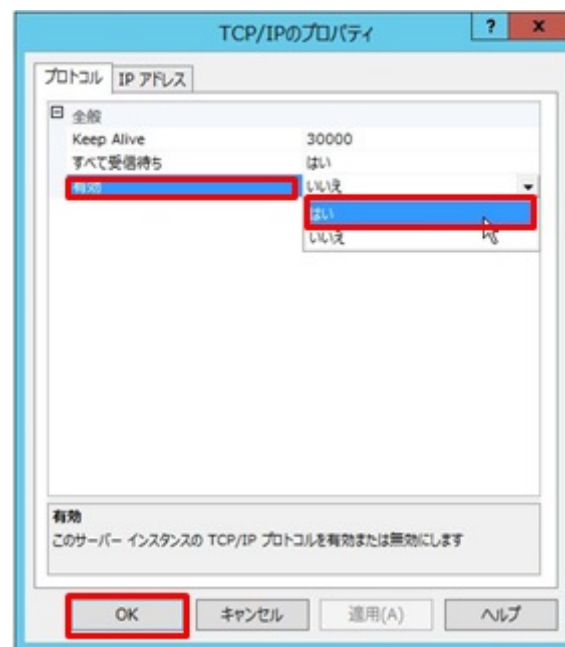 TCP/IPのプロパティ
? x
プロトコル IP アドレス
全般
Keep Alive 30000
すべて受信待ち はい
有効 いいえ
はい
いいえ
有効
このサーバー インスタンスの TCP/IP プロトコルを有効または無効にします
OK キャンセル 適用(A) ヘルプ